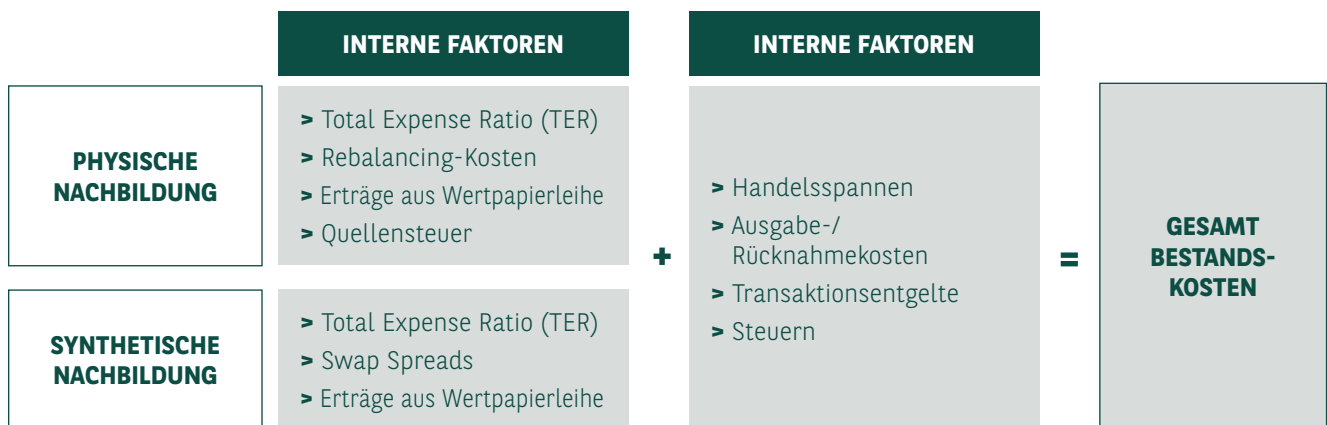 INTERNE FAKTOREN
INTERNE FAKTOREN
PHYSISCHE
NACHBILDUNG
> Total Expense Ratio (TER)
> Rebalancing-Kosten
> Erträge aus Wertpapierleihe
> Quellensteuer
SYNTHETISCHE
NACHBILDUNG
> Total Expense Ratio (TER)
> Swap Spreads
> Erträge aus Wertpapierleihe
+
> Handelsspannen
> Ausgabe-/
Rücknahmekosten
> Transaktionsentgelte
> Steuern
=
GESAMT
BESTANDS-
KOSTEN